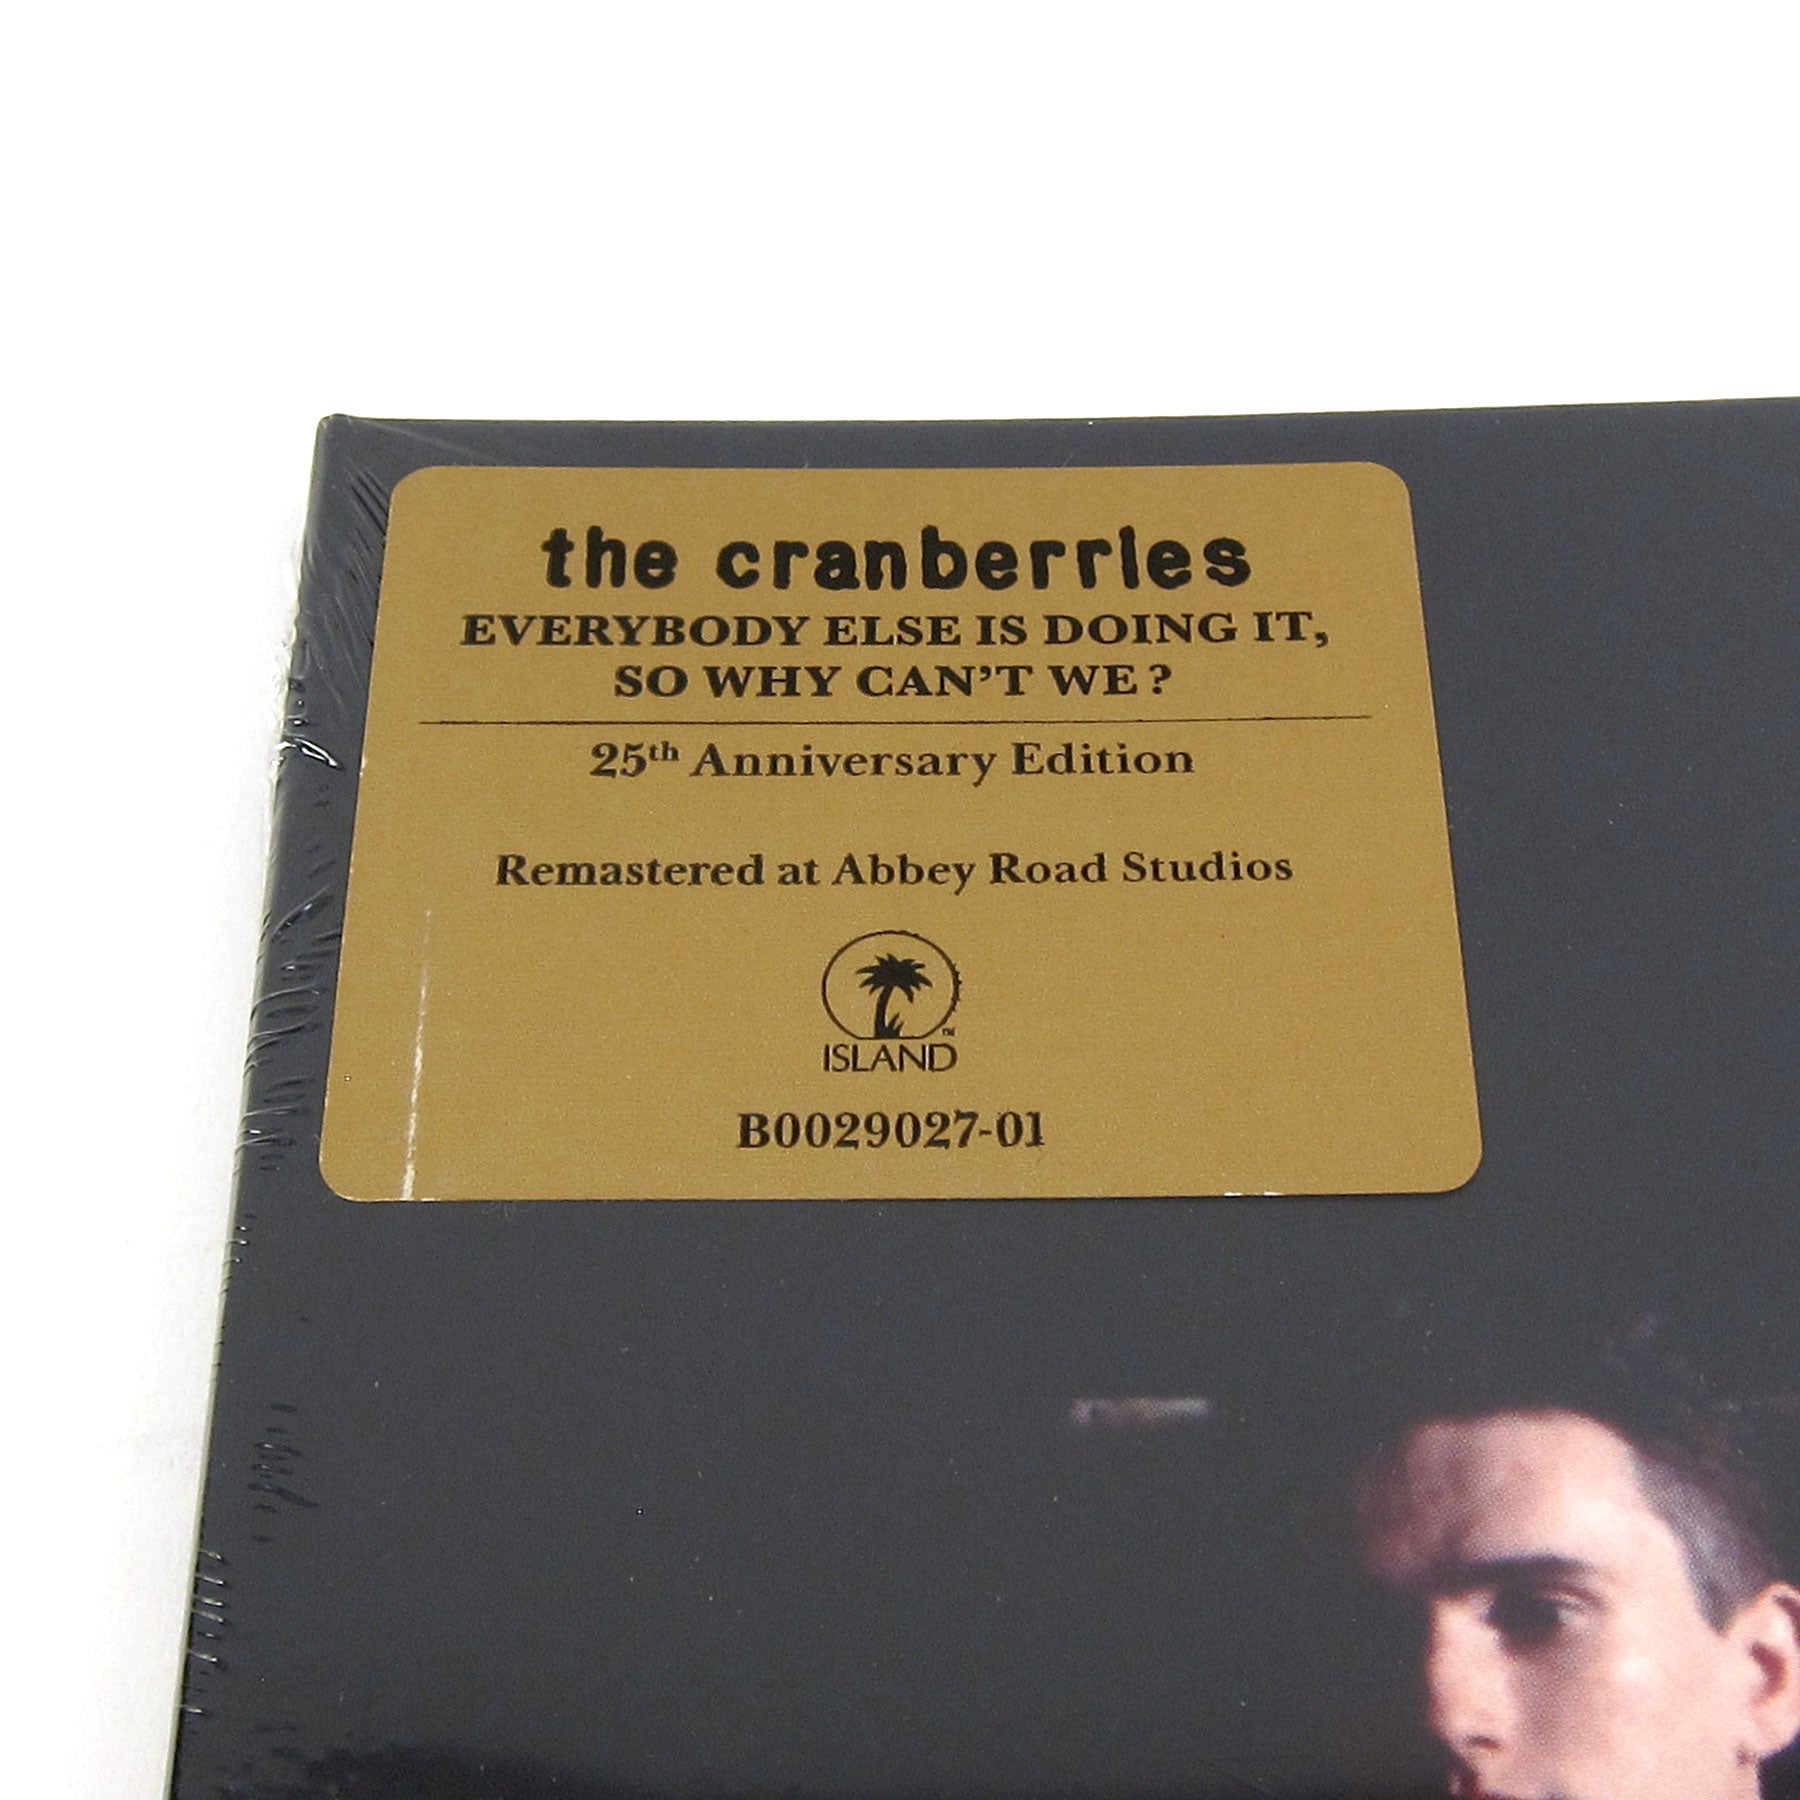 the cranberries
EVERYBODY ELSE IS DOING IT,
SO WHY CAN'T WE?
25th Anniversary Edition
Remastered at Abbey Road Studios
TM
ISLAND
B0029027-01